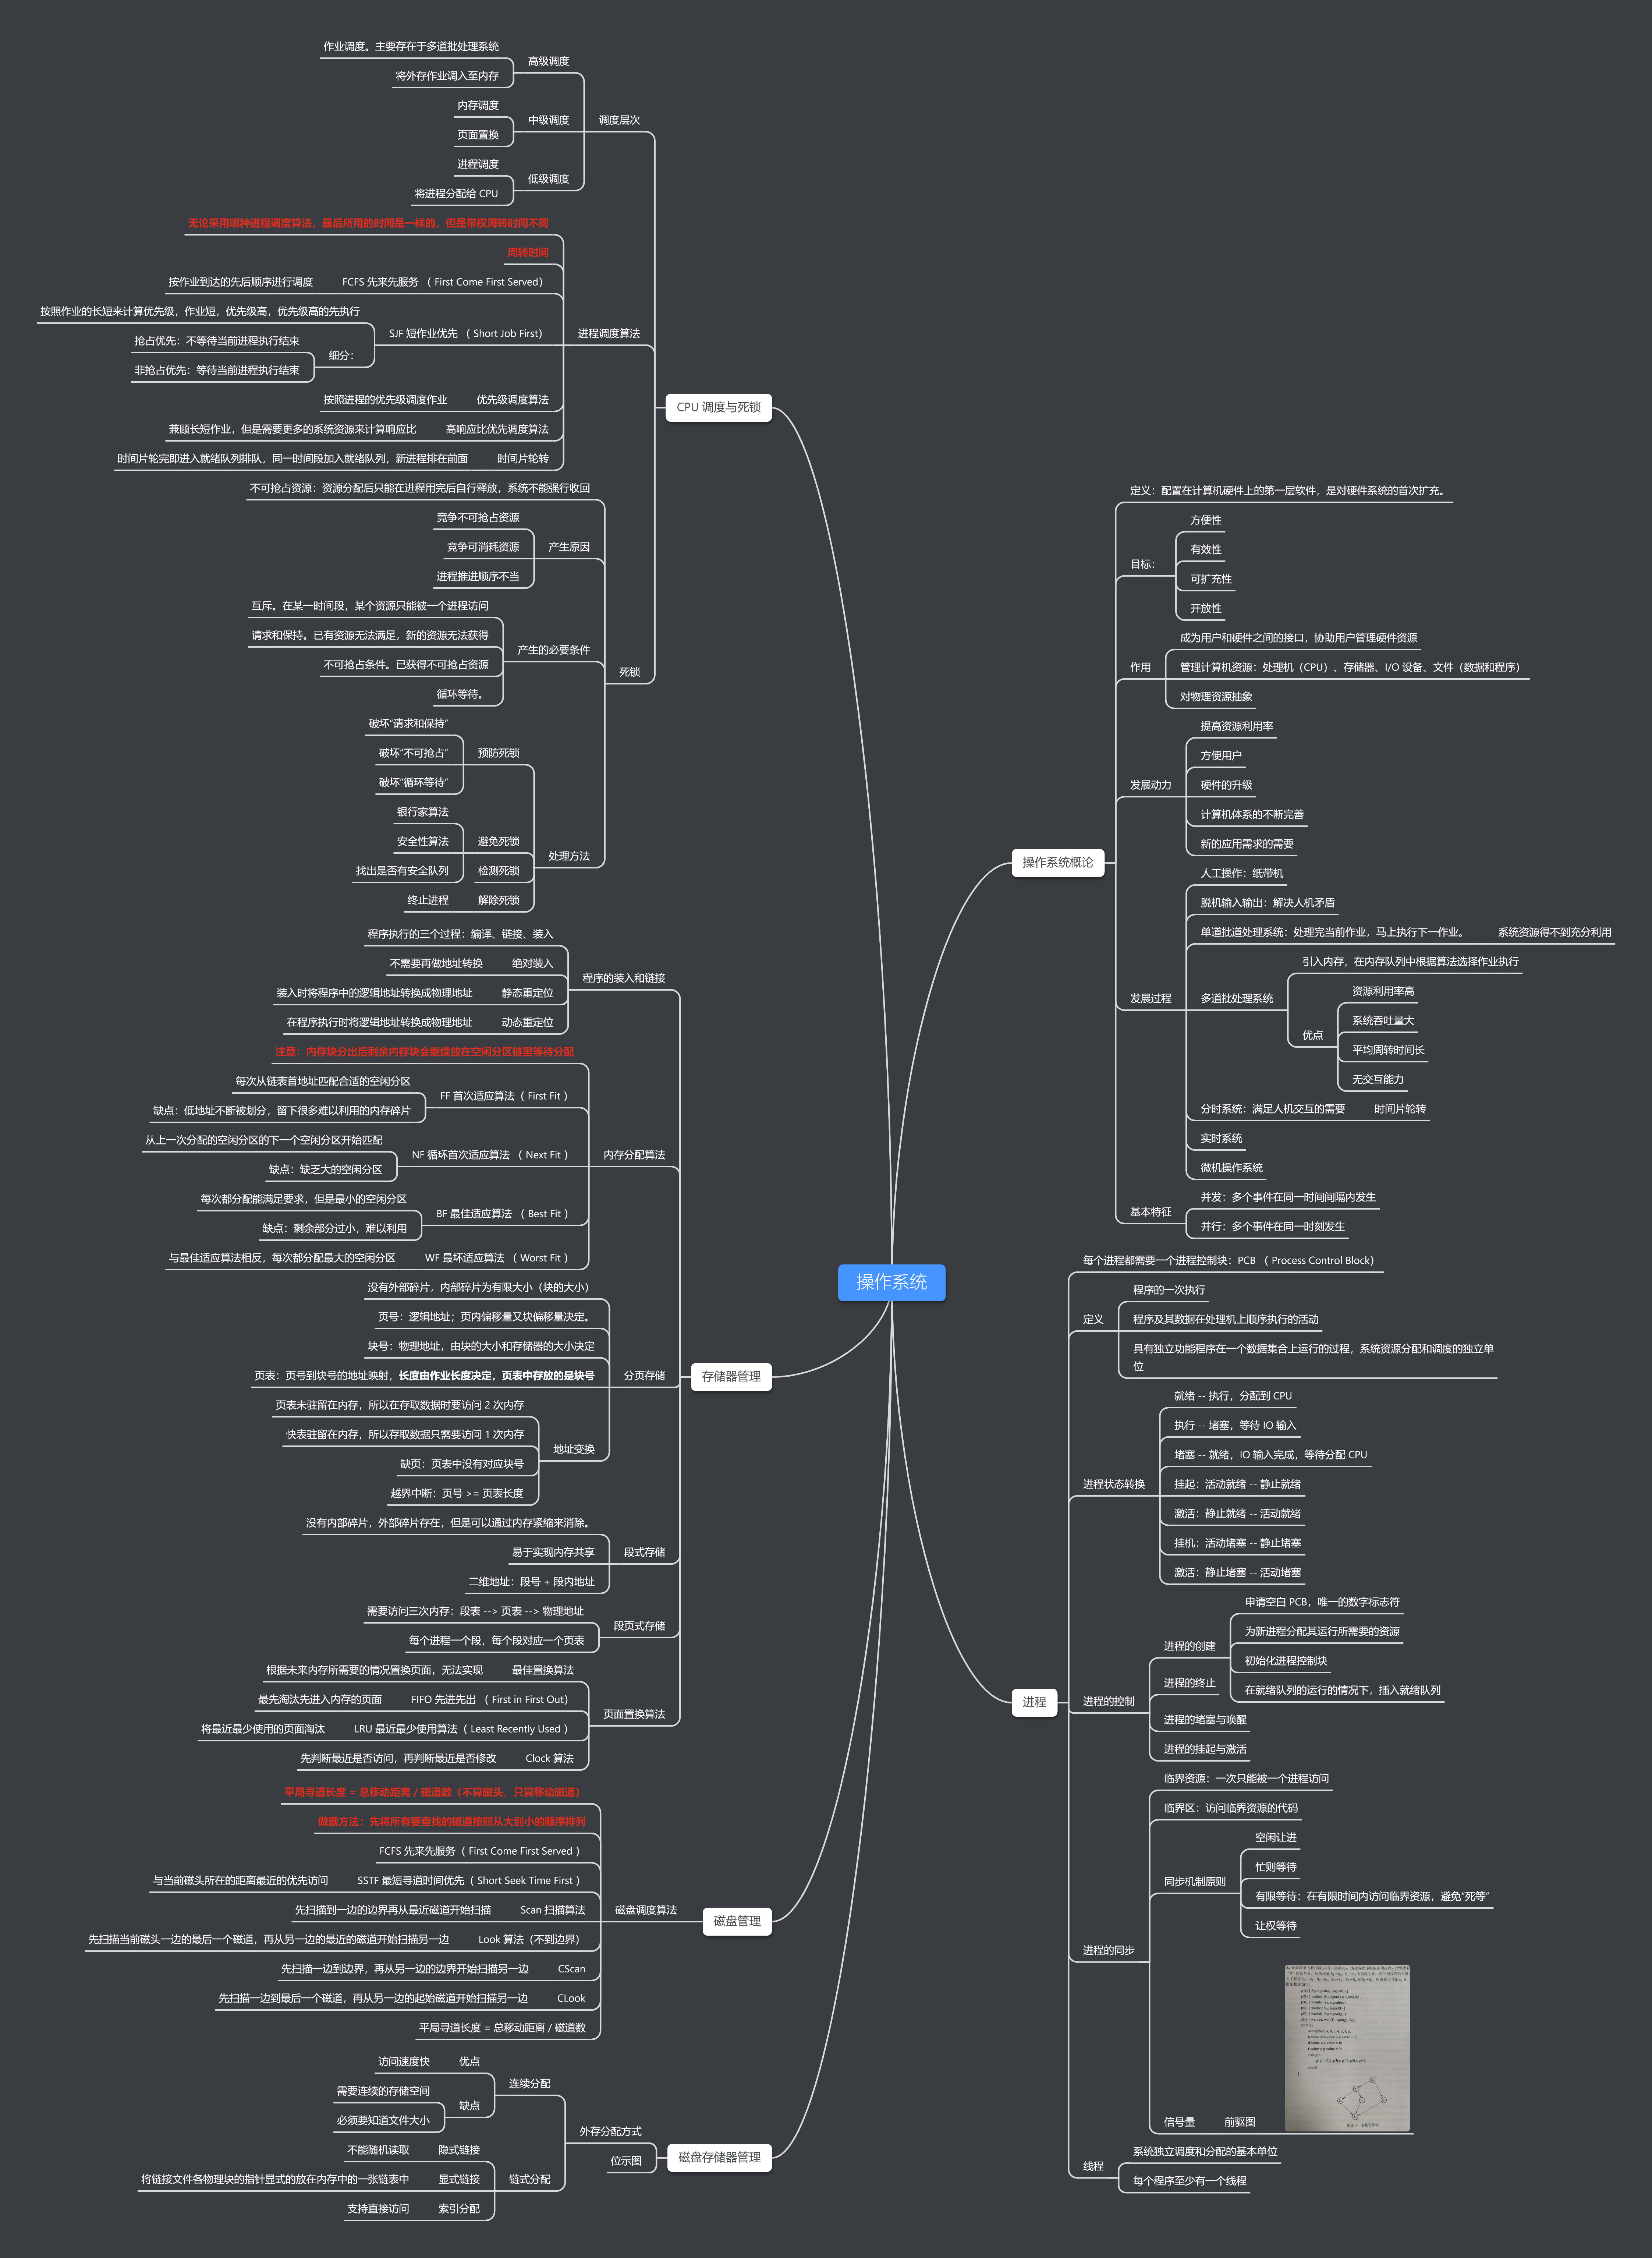 操作系统
CPU 调度与死锁
调度层次
高级调度
作业调度。主要存在于多道批处理系统
将外存作业调入至内存
中级调度
内存调度
页面置换
低级调度
进程调度
将进程分配给 CPU
进程调度算法
无论采用哪种进程调度算法，最后所用的时间是一样的，但是带权周转时间不同
周转时间
FCFS 先来先服务 （ First Come First Served）
按作业到达的先后顺序进行调度
SJF 短作业优先 （ Short Job First）
按照作业的长短来计算优先级，作业短，优先级高，优先级高的先执行
细分：
抢占优先：不等待当前进程执行结束
非抢占优先：等待当前进程执行结束
优先级调度算法
按照进程的优先级调度作业
高响应比优先调度算法
兼顾长短作业，但是需要更多的系统资源来计算响应比
时间片轮转
时间片轮完即进入就绪队列排队，同一时间段加入就绪队列，新进程排在前面
死锁
不可抢占资源：资源分配后只能在进程用完后自行释放，系统不能强行收回
产生原因
竞争不可抢占资源
竞争可消耗资源
进程推进顺序不当
产生的必要条件
互斥。在某一时间段，某个资源只能被一个进程访问
请求和保持。已有资源无法满足，新的资源无法获得
不可抢占条件。已获得不可抢占资源
循环等待。
处理方法
预防死锁
破坏“请求和保持”
破坏“不可抢占”
破坏“循环等待”
避免死锁
银行家算法
安全性算法
找出是否有安全队列
检测死锁
解除死锁
终止进程
存储器管理
程序的装入和链接
程序执行的三个过程：编译、链接、装入
绝对装入
不需要再做地址转换
静态重定位
装入时将程序中的逻辑地址转换成物理地址
动态重定位
在程序执行时将逻辑地址转换成物理地址
内存分配算法
注意：内存块分出后剩余内存块会继续放在空闲分区链里等待分配
FF 首次适应算法（ First Fit ）
每次从链表首地址匹配合适的空闲分区
缺点：低地址不断被划分，留下很多难以利用的内存碎片
NF 循环首次适应算法 （ Next Fit ）
从上一次分配的空闲分区的下一个空闲分区开始匹配
缺点：缺乏大的空闲分区
BF 最佳适应算法 （ Best Fit ）
每次都分配能满足要求，但是最小的空闲分区
缺点：剩余部分过小，难以利用
WF 最坏适应算法 （ Worst Fit ）
与最佳适应算法相反，每次都分配最大的空闲分区
分页存储
没有外部碎片，内部碎片为有限大小（块的大小）
页号：逻辑地址；页内偏移量又块偏移量决定。
块号：物理地址，由块的大小和存储器的大小决定
页表：页号到块号的地址映射，长度由作业长度决定，页表中存放的是块号
地址变换
页表未驻留在内存，所以在存取数据时要访问 2 次内存
快表驻留在内存，所以存取数据只需要访问 1 次内存
缺页：页表中没有对应块号
越界中断：页号 >= 页表长度
段式存储
没有内部碎片，外部碎片存在，但是可以通过内存紧缩来消除。
易于实现内存共享
二维地址：段号 + 段内地址
段页式存储
需要访问三次内存：段表 --> 页表 --> 物理地址
每个进程一个段，每个段对应一个页表
页面置换算法
最佳置换算法
根据未来内存所需要的情况置换页面，无法实现
FIFO 先进先出 （ First in First Out）
最先淘汰先进入内存的页面
LRU 最近最少使用算法（ Least Recently Used ）
将最近最少使用的页面淘汰
Clock 算法
先判断最近是否访问，再判断最近是否修改
磁盘管理
磁盘调度算法
平局寻道长度 = 总移动距离 / 磁道数（不算磁头，只算移动磁道）
做题方法：先将所有要查找的磁道按照从大到小的顺序排列
FCFS 先来先服务（ First Come First Served ）
SSTF 最短寻道时间优先（ Short Seek Time First ）
与当前磁头所在的距离最近的优先访问
Scan 扫描算法
先扫描到一边的边界再从最近磁道开始扫描
Look 算法（不到边界）
先扫描当前磁头一边的最后一个磁道，再从另一边的最近的磁道开始扫描另一边
CScan
先扫描一边到边界，再从另一边的边界开始扫描另一边
CLook
先扫描一边到最后一个磁道，再从另一边的起始磁道开始扫描另一边
平局寻道长度 = 总移动距离 / 磁道数
磁盘存储器管理
外存分配方式
连续分配
优点
访问速度快
缺点
需要连续的存储空间
必须要知道文件大小
链式分配
隐式链接
不能随机读取
显式链接
将链接文件各物理块的指针显式的放在内存中的一张链表中
索引分配
支持直接访问
位示图
操作系统概论
定义：配置在计算机硬件上的第一层软件，是对硬件系统的首次扩充。
目标：
方便性
有效性
可扩充性
开放性
作用
成为用户和硬件之间的接口，协助用户管理硬件资源
管理计算机资源：处理机（CPU）、存储器、I/O 设备、文件（数据和程序）
对物理资源抽象
发展动力
提高资源利用率
方便用户
硬件的升级
计算机体系的不断完善
新的应用需求的需要
发展过程
人工操作：纸带机
脱机输入输出：解决人机矛盾
单道批道处理系统：处理完当前作业，马上执行下一作业。
系统资源得不到充分利用
多道批处理系统
引入内存，在内存队列中根据算法选择作业执行
优点
资源利用率高
系统吞吐量大
平均周转时间长
无交互能力
分时系统：满足人机交互的需要
时间片轮转
实时系统
微机操作系统
基本特征
并发：多个事件在同一时间间隔内发生
并行：多个事件在同一时刻发生
进程
每个进程都需要一个进程控制块：PCB （ Process Control Block）
定义
程序的一次执行
程序及其数据在处理机上顺序执行的活动
具有独立功能程序在一个数据集合上运行的过程，系统资源分配和调度的独立单
位
进程状态转换
就绪 -- 执行，分配到 CPU
执行 -- 堵塞，等待 IO 输入
堵塞 -- 就绪，IO 输入完成，等待分配 CPU
挂起：活动就绪 -- 静止就绪
激活：静止就绪 -- 活动就绪
挂机：活动堵塞 -- 静止堵塞
激活：静止堵塞 -- 活动堵塞
进程的控制
进程的创建
申请空白 PCB，唯一的数字标志符
为新进程分配其运行所需要的资源
初始化进程控制块
在就绪队列的运行的情况下，插入就绪队列
进程的终止
进程的堵塞与唤醒
进程的挂起与激活
进程的同步
临界资源：一次只能被一个进程访问
临界区：访问临界资源的代码
同步机制原则
空闲让进
忙则等待
有限等待：在有限时间内访问临界资源，避免“死等”
让权等待
信号量
前驱图
线程
系统独立调度和分配的基本单位
每个程序至少有一个线程